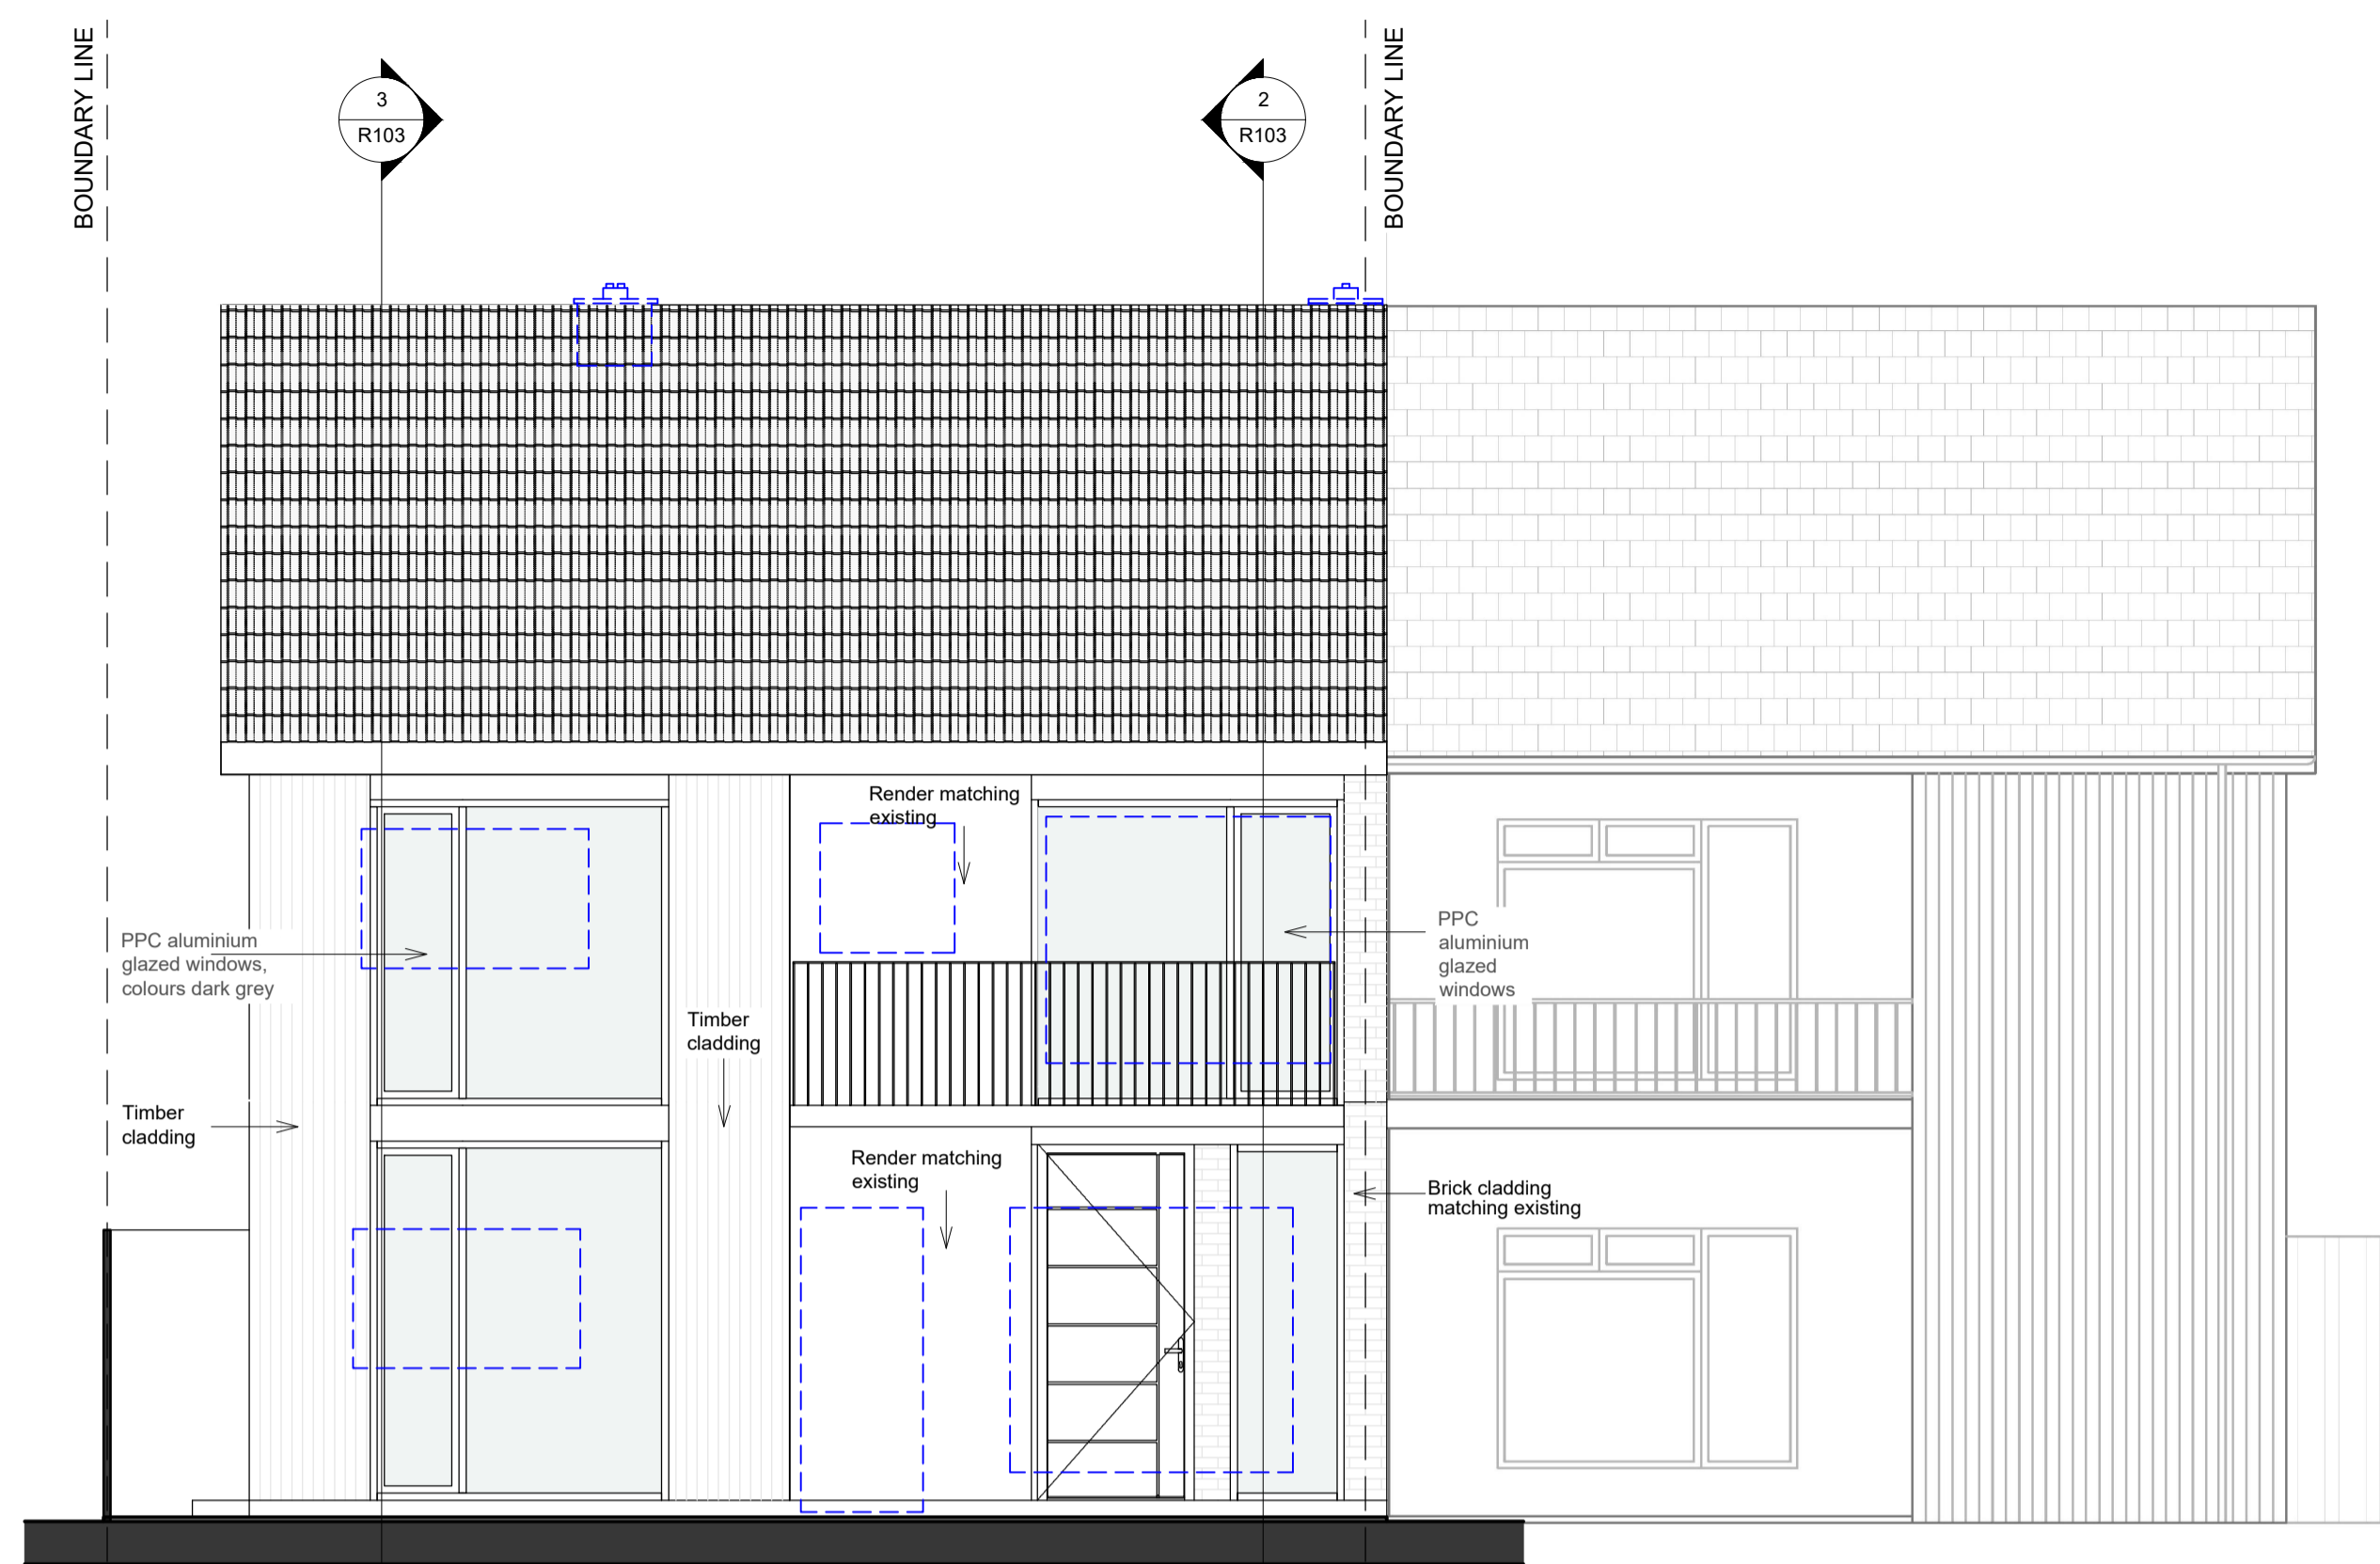 BOUNDARY LINE
3
R103
2
R103
BOUNDARY LINE
Render matching
existing
PPC aluminium
glazed windows,
colours dark grey
PPC
aluminium
glazed
windows
Timber
cladding
Timber
cladding
Render matching
existing
Brick cladding
matching existing